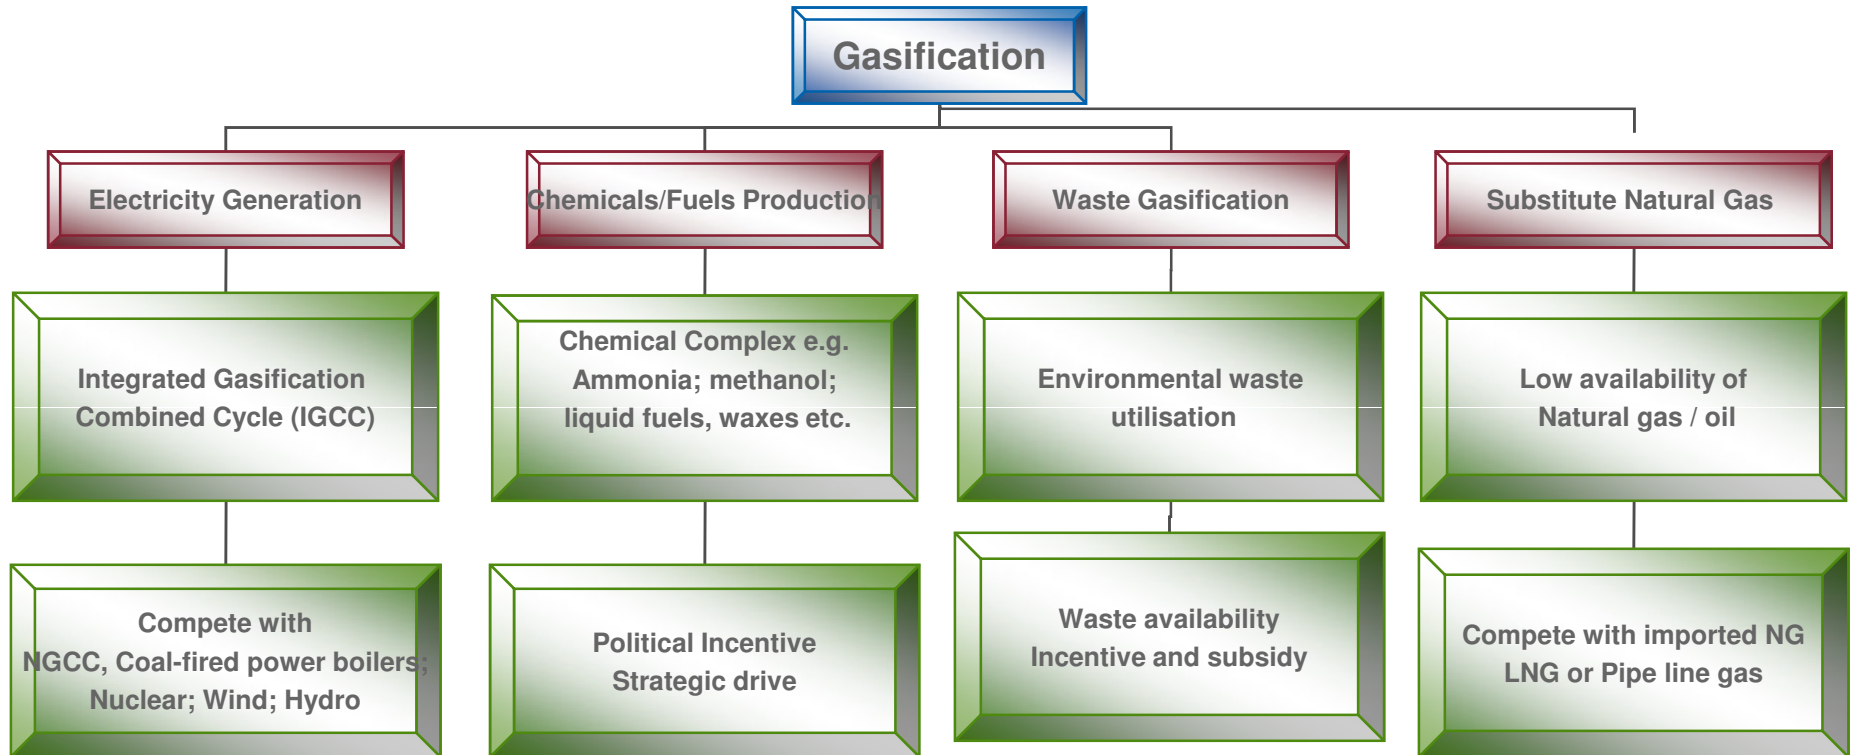 Gasification
Electricity Generation
Chemicals/Fuels Production
Waste Gasification
Substitute Natural Gas
Integrated Gasification
Combined Cycle (IGCC)
Chemical Complex e.g.
Ammonia; methanol;
liquid fuels, waxes etc.
Environmental waste
utilisation
Low availability of
Natural gas / oil
Compete with
NGCC, Coal-fired power boilers;
Nuclear; Wind; Hydro
Political Incentive
Strategic drive
Waste availability
Incentive and subsidy
Compete with imported NG
LNG or Pipe line gas